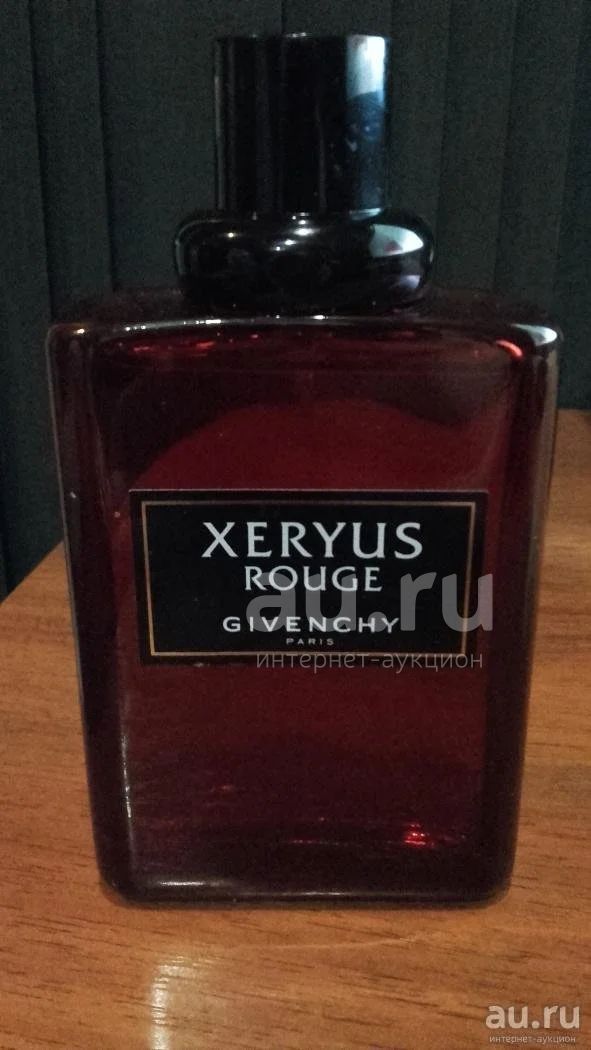 XERYUS
ROUGE
GIVENCHY
PARIS
au.ru
интернет-аукцион
au.ru
интернет-аукцион